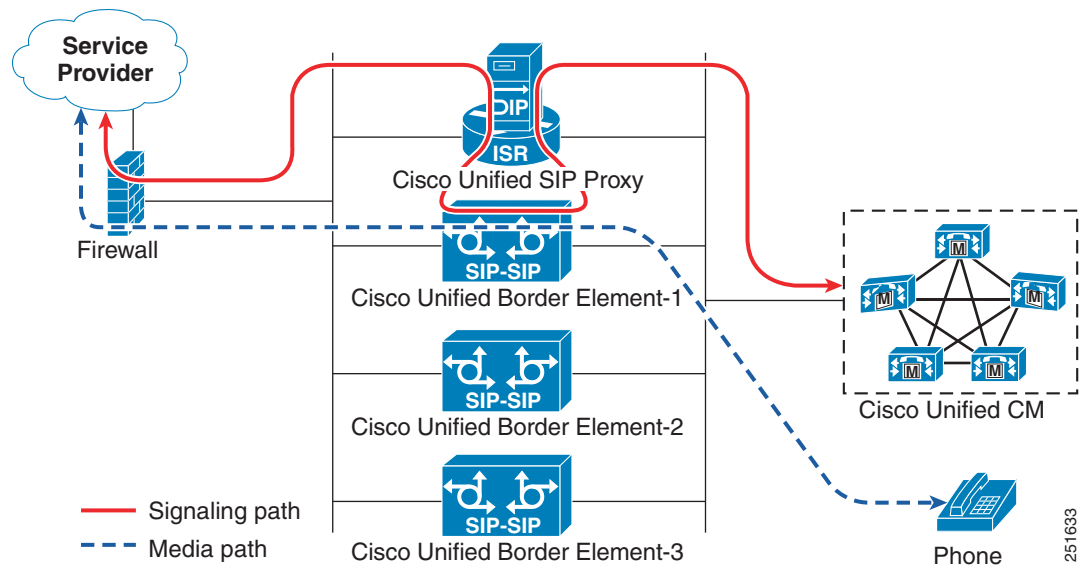 Service
Provider
DIP
ISR
Cisco Unified SIP Proxy
Firewall
SIP-SIP
Cisco Unified Border Element-1
M
M
M
M
M
Cisco Unified CM
SIP-SIP
Cisco Unified Border Element-2
SIP-SIP
Cisco Unified Border Element-3
Signaling path
Media path
Phone
251633